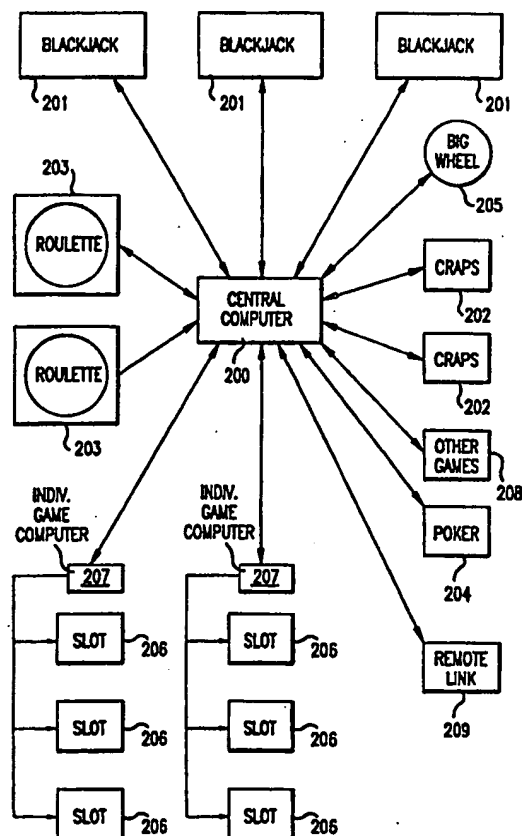 BLACKJACK
BLACKJACK
BLACKJACK
201
201
201
203
ROULETTE
BIG
WHEEL
205
CENTRAL
COMPUTER
200
CRAPS
202
ROULETTE
203
CRAPS
202
OTHER
GAMES
208
POKER
204
INDIV.
GAME
COMPUTER
207
INDIV.
GAME
COMPUTER
207
SLOT
206
SLOT
206
REMOTE
LINK
209
SLOT
206
SLOT
206
SLOT
206
SLOT
206